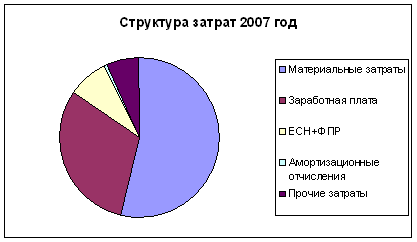 Структура затрат 2007 год
Материальные затраты
Заработная плата
ЕСН+ФПР
Амортизационные
отчисления
Прочие затраты